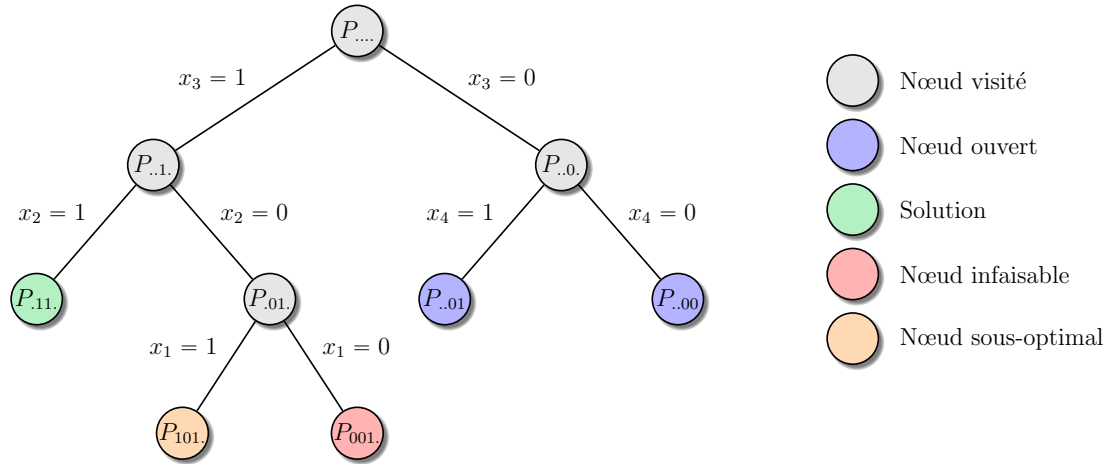 P....
x₃ = 1
x₃ = 0
P..1.
P..0.
x₂ = 1
x₂ = 0
x₄ = 1
x₄ = 0
P.11.
P.01.
P..01
P..00
x₁ = 1
x₁ = 0
P101.
P001.
Nœud visité
Nœud ouvert
Solution
Nœud infaisable
Nœud sous-optimal